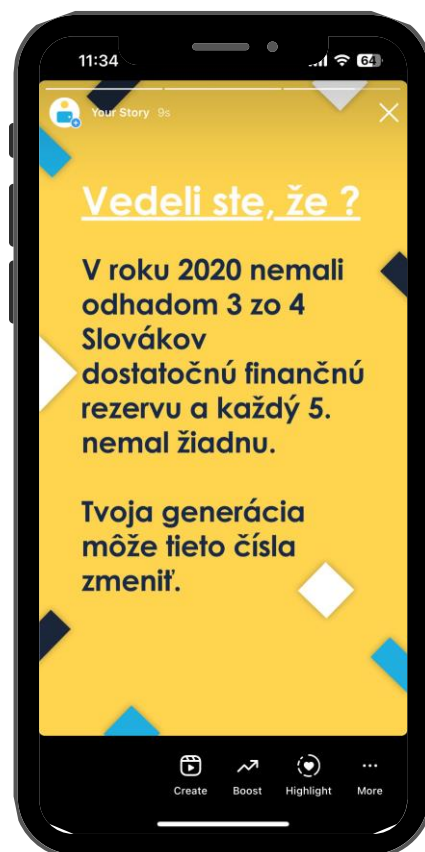 11:34
64
Your Story 9s
Vedeli ste, že ?
V roku 2020 nemali
odhadom 3 zo 4
Slovákov
dostatočnú finančnú
rezervu a každý 5.
nemal žiadnu.
Tvoja generácia
môže tieto čísla
zmeniť.
Create Boost Highlight More